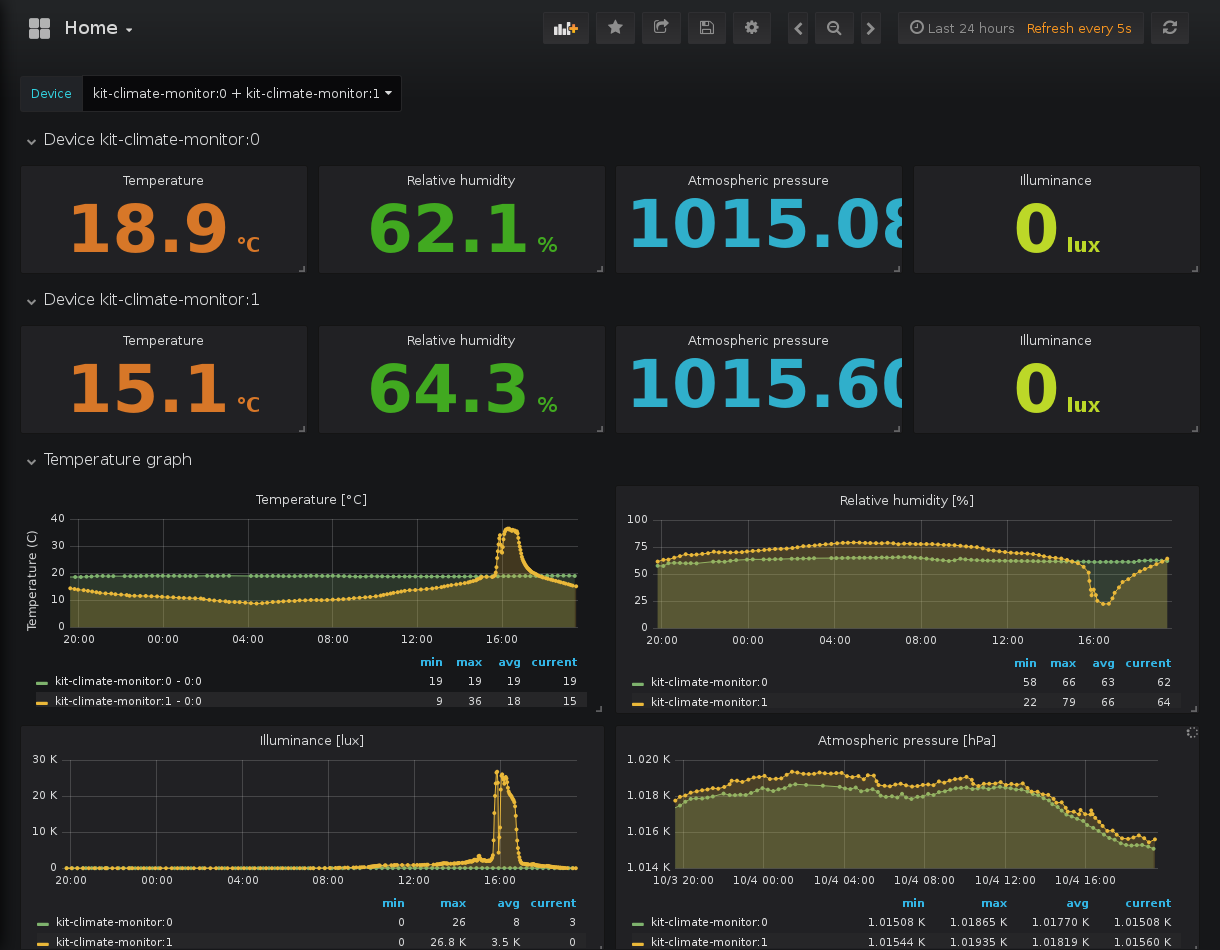 Home
Last 24 hours Refresh every 5s
Device kit-climate-monitor:0 + kit-climate-monitor:1
Device kit-climate-monitor:0
Temperature Relative humidity Atmospheric pressure Illuminance
18.9 °C 62.1 % 1015.08 0 lux
Device kit-climate-monitor:1
Temperature Relative humidity Atmospheric pressure Illuminance
15.1 °C 64.3 % 1015.60 0 lux
Temperature graph
Temperature [°C]
Temperature (C)
40
30
20
10
0
20:00 00:00 04:00 08:00 12:00 16:00
min max avg current
kit-climate-monitor:0 - 0:0 19 19 19 19
kit-climate-monitor:1 - 0:0 9 36 18 15
Relative humidity [%]
100
75
50
25
0
20:00 00:00 04:00 08:00 12:00 16:00
min max avg current
kit-climate-monitor:0 58 66 63 62
kit-climate-monitor:1 22 79 66 64
Illuminance [lux]
30 K
20 K
10 K
0
20:00 00:00 04:00 08:00 12:00 16:00
min max avg current
kit-climate-monitor:0 0 26 8 3
kit-climate-monitor:1 0 26.8 K 3.5 K 0
Atmospheric pressure [hPa]
1.020 K
1.018 K
1.016 K
1.014 K
10/3 20:00 10/4 00:00 10/4 04:00 10/4 08:00 10/4 12:00 10/4 16:00
min max avg current
kit-climate-monitor:0 1.01508 K 1.01865 K 1.01770 K 1.01508 K
kit-climate-monitor:1 1.01544 K 1.01935 K 1.01819 K 1.01560 K